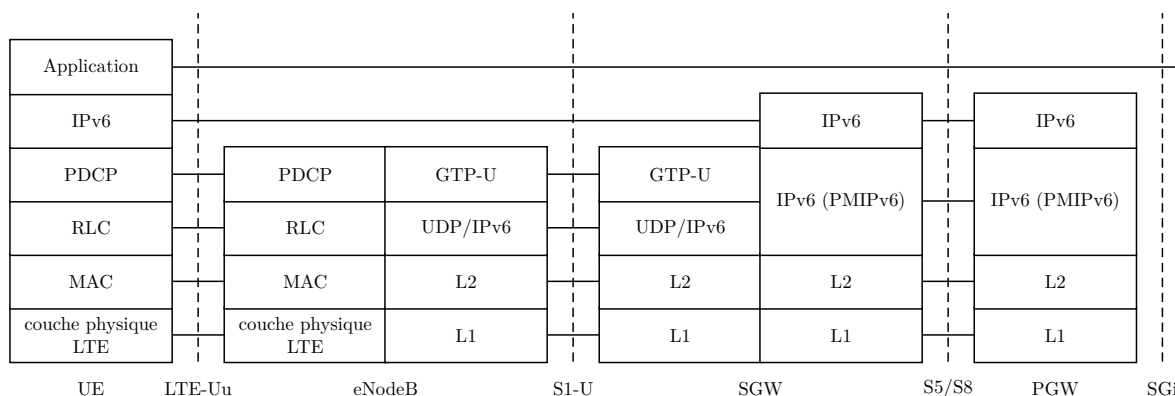 Application
IPv6
IPv6
IPv6
PDCP
PDCP
GTP-U
GTP-U
IPv6 (PMIPv6)
IPv6 (PMIPv6)
RLC
RLC
UDP/IPv6
UDP/IPv6
MAC
MAC
L2
L2
L2
L2
couche physique
LTE
couche physique
LTE
L1
L1
L1
L1
UE
LTE-Uu
eNodeB
S1-U
SGW
S5/S8
PGW
SGi